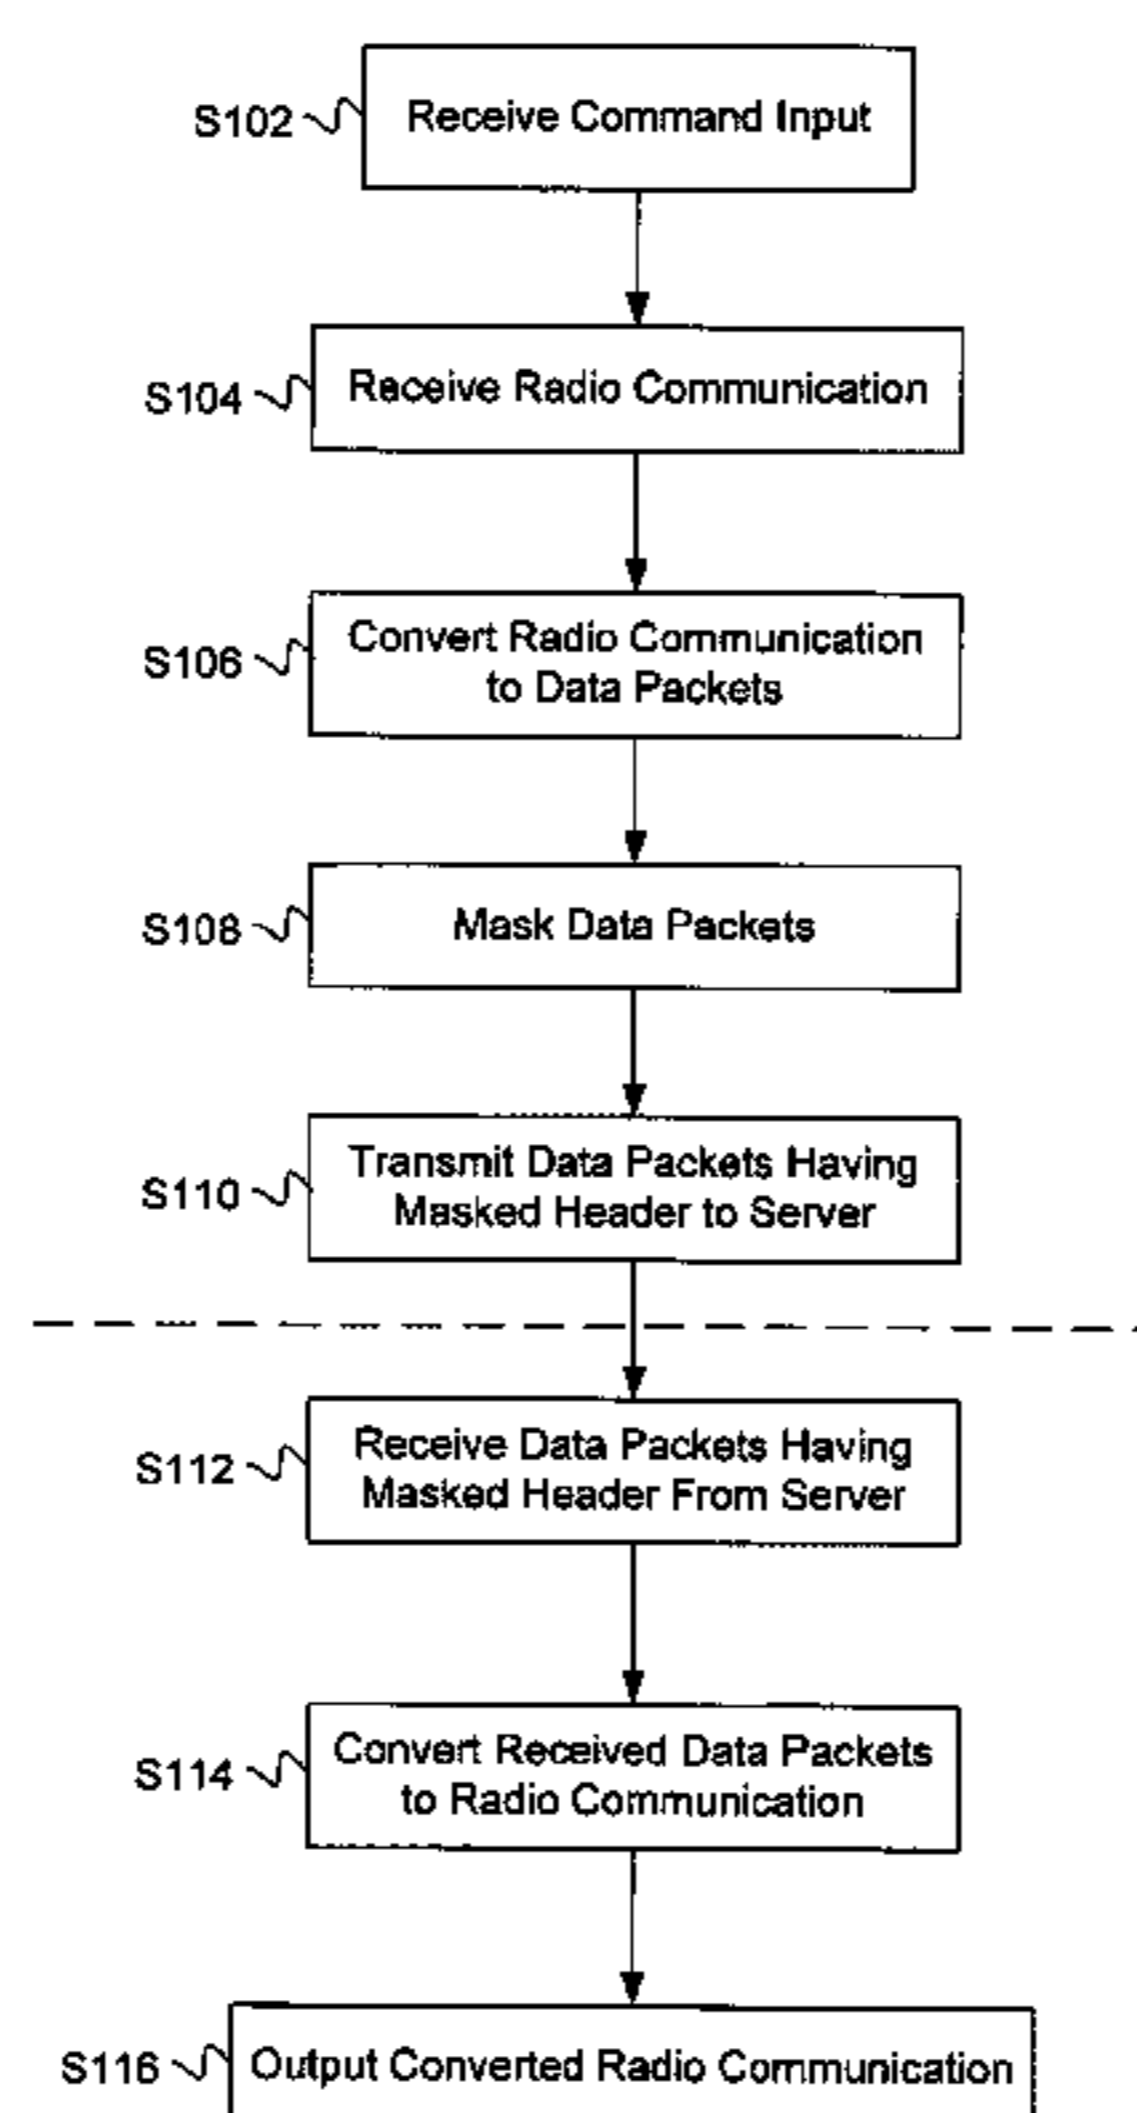 S102
Receive Command Input
S104
Receive Radio Communication
S106
Convert Radio Communication
to Data Packets
S108
Mask Data Packets
S110
Transmit Data Packets Having
Masked Header to Server
S112
Receive Data Packets Having
Masked Header From Server
S114
Convert Received Data Packets
to Radio Communication
S116
Output Converted Radio Communication